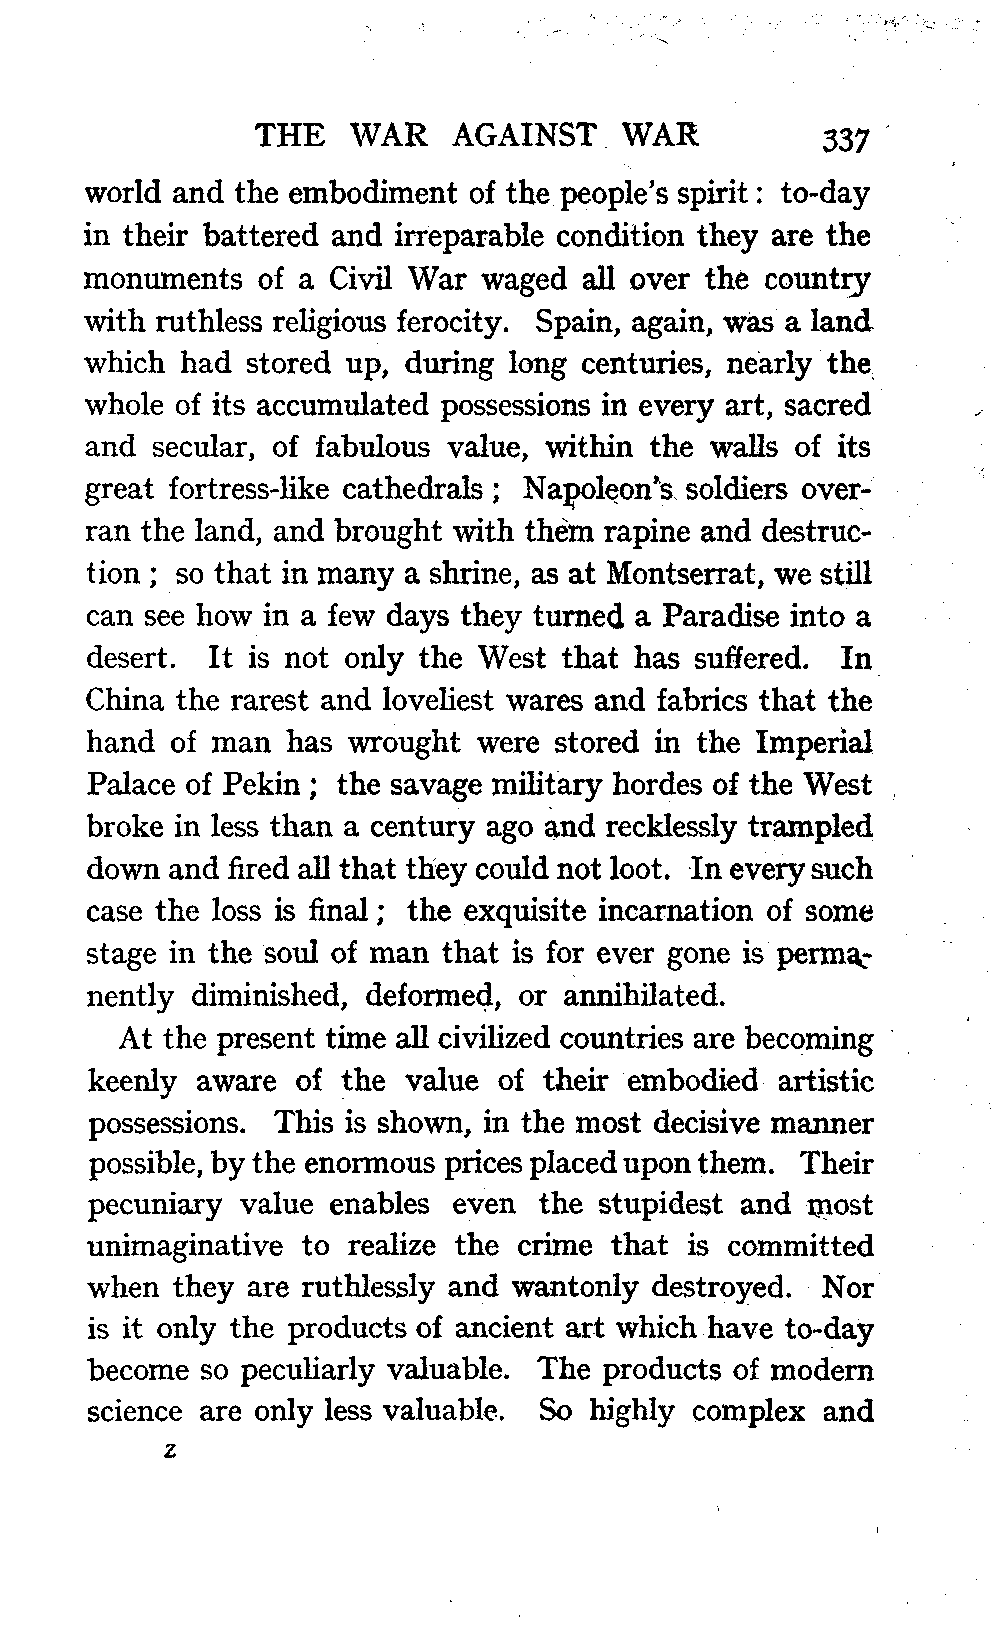 THE WAR AGAINST WAR 337
world and the embodiment of the people's spirit : to-day
in their battered and irreparable condition they are the
monuments of a Civil War waged all over the country
with ruthless religious ferocity. Spain, again, was a land
which had stored up, during long centuries, nearly the
whole of its accumulated possessions in every art, sacred
and secular, of fabulous value, within the walls of its
great fortress-like cathedrals ; Napoleon's soldiers over-
ran the land, and brought with them rapine and destruc-
tion ; so that in many a shrine, as at Montserrat, we still
can see how in a few days they turned a Paradise into a
desert. It is not only the West that has suffered. In
China the rarest and loveliest wares and fabrics that the
hand of man has wrought were stored in the Imperial
Palace of Pekin ; the savage military hordes of the West
broke in less than a century ago and recklessly trampled
down and fired all that they could not loot. In every such
case the loss is final ; the exquisite incarnation of some
stage in the soul of man that is for ever gone is perma-
nently diminished, deformed, or annihilated.
At the present time all civilized countries are becoming
keenly aware of the value of their embodied artistic
possessions. This is shown, in the most decisive manner
possible, by the enormous prices placed upon them. Their
pecuniary value enables even the stupidest and most
unimaginative to realize the crime that is committed
when they are ruthlessly and wantonly destroyed. Nor
is it only the products of ancient art which have to-day
become so peculiarly valuable. The products of modern
science are only less valuable. So highly complex and
Z